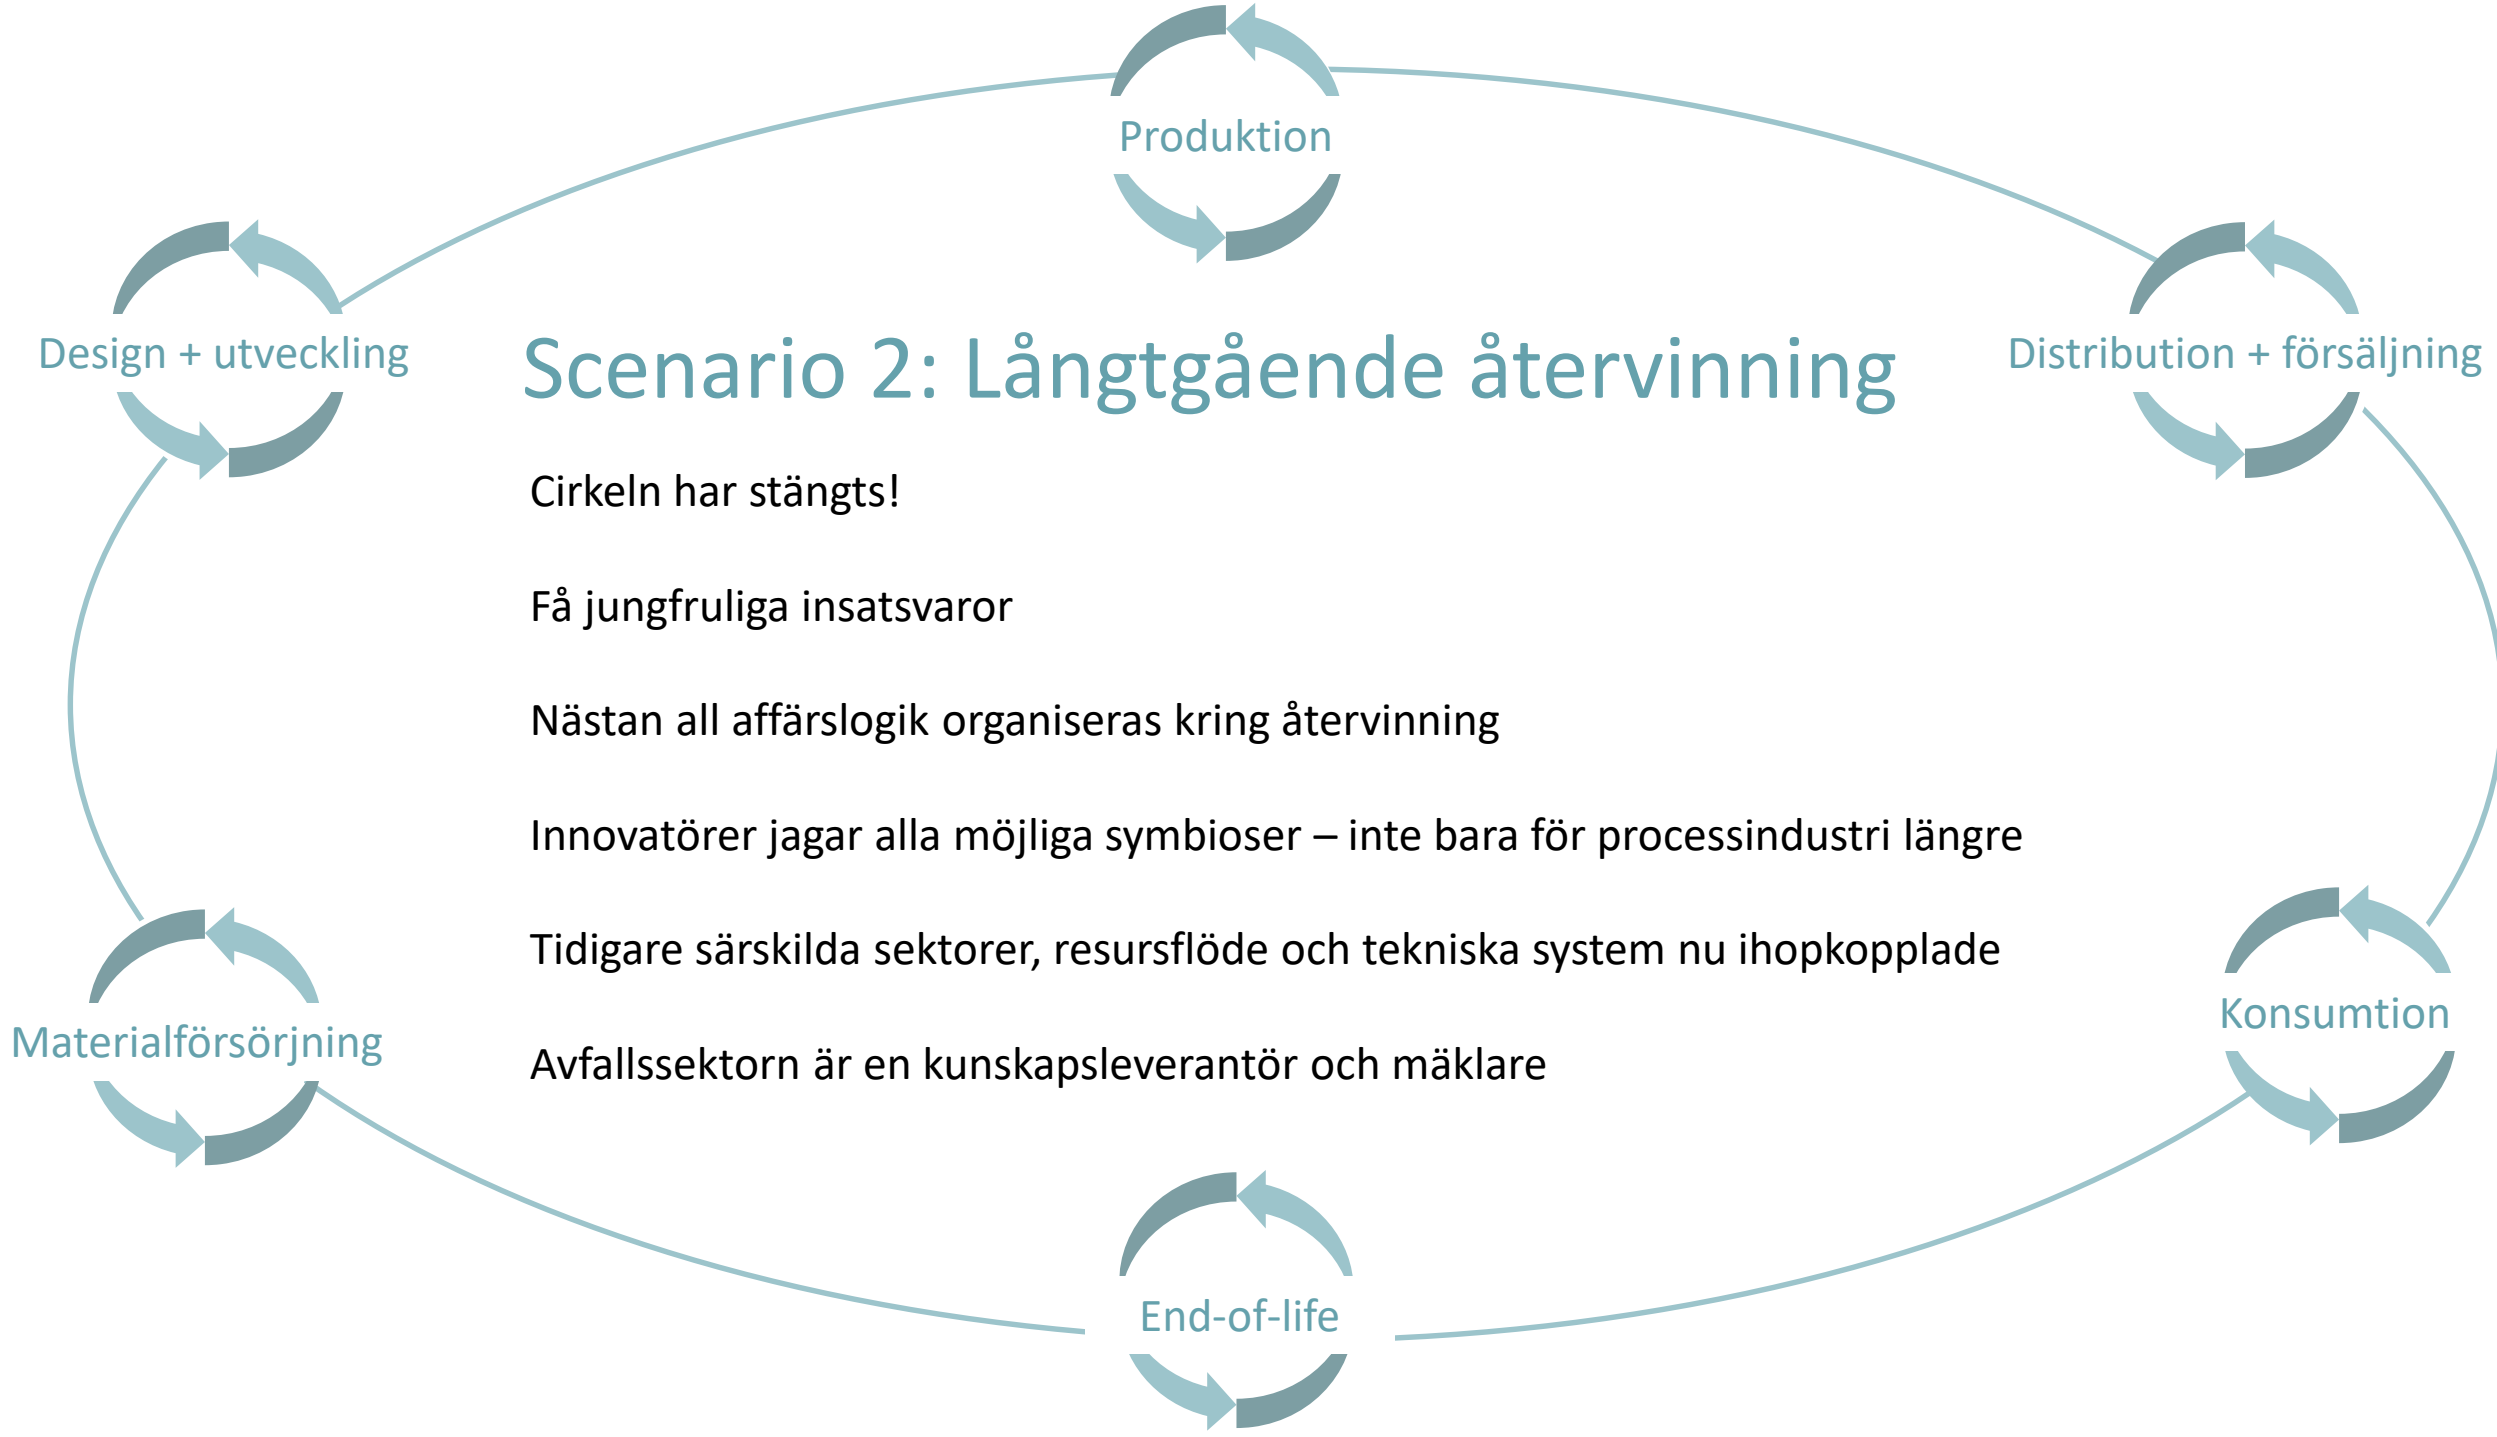 Produktion
Design + utveckling
Scenario 2: Långtgående återvinning
Distribution + försäljning
Cirkeln har stängts!
Få jungfruliga insatsvaror
Nästan all affärslogik organiseras kring återvinning
Innovatörer jagar alla möjliga symbioser – inte bara för processindustri längre
Tidigare särskilda sektorer, resursflöde och tekniska system nu ihopkopplade
Konsumtion
Materialförsörjning
Avfallssektorn är en kunskapsleverantör och mäklare
End-of-life